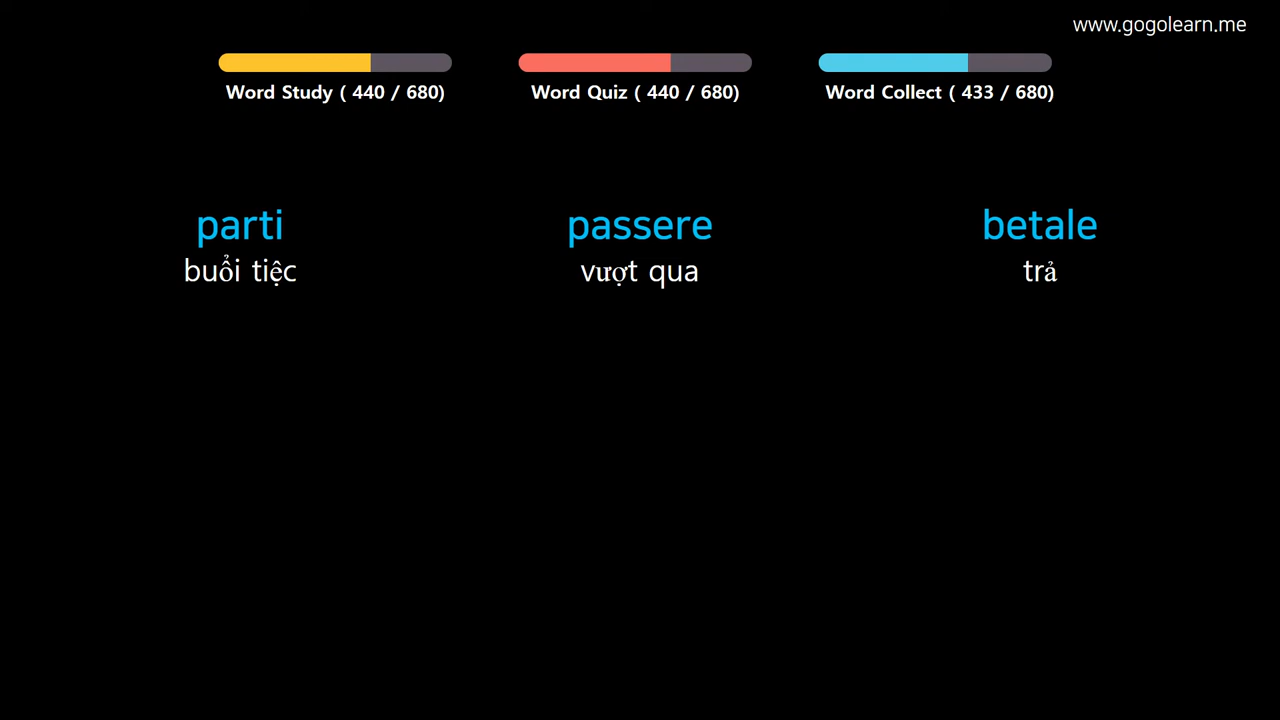 www.gogolearn.me
Word Study ( 440 / 680)
Word Quiz ( 440 / 680)
Word Collect ( 433 / 680)
parti
passere
betale
buổi tiệc
vượt qua
trả